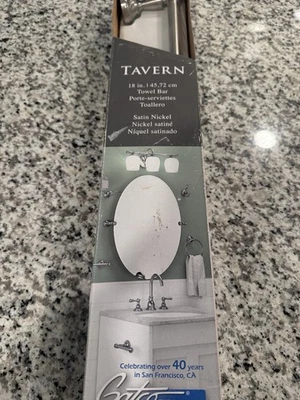 TAVERN
18 in. | 45,72 cm
Towel Bar
Porte-serviettes
Toallero
Satin Nickel
Nickel satiné
Níquel satinado
Celebrating over 40 years
in San Francisco, CA
Gatco
®